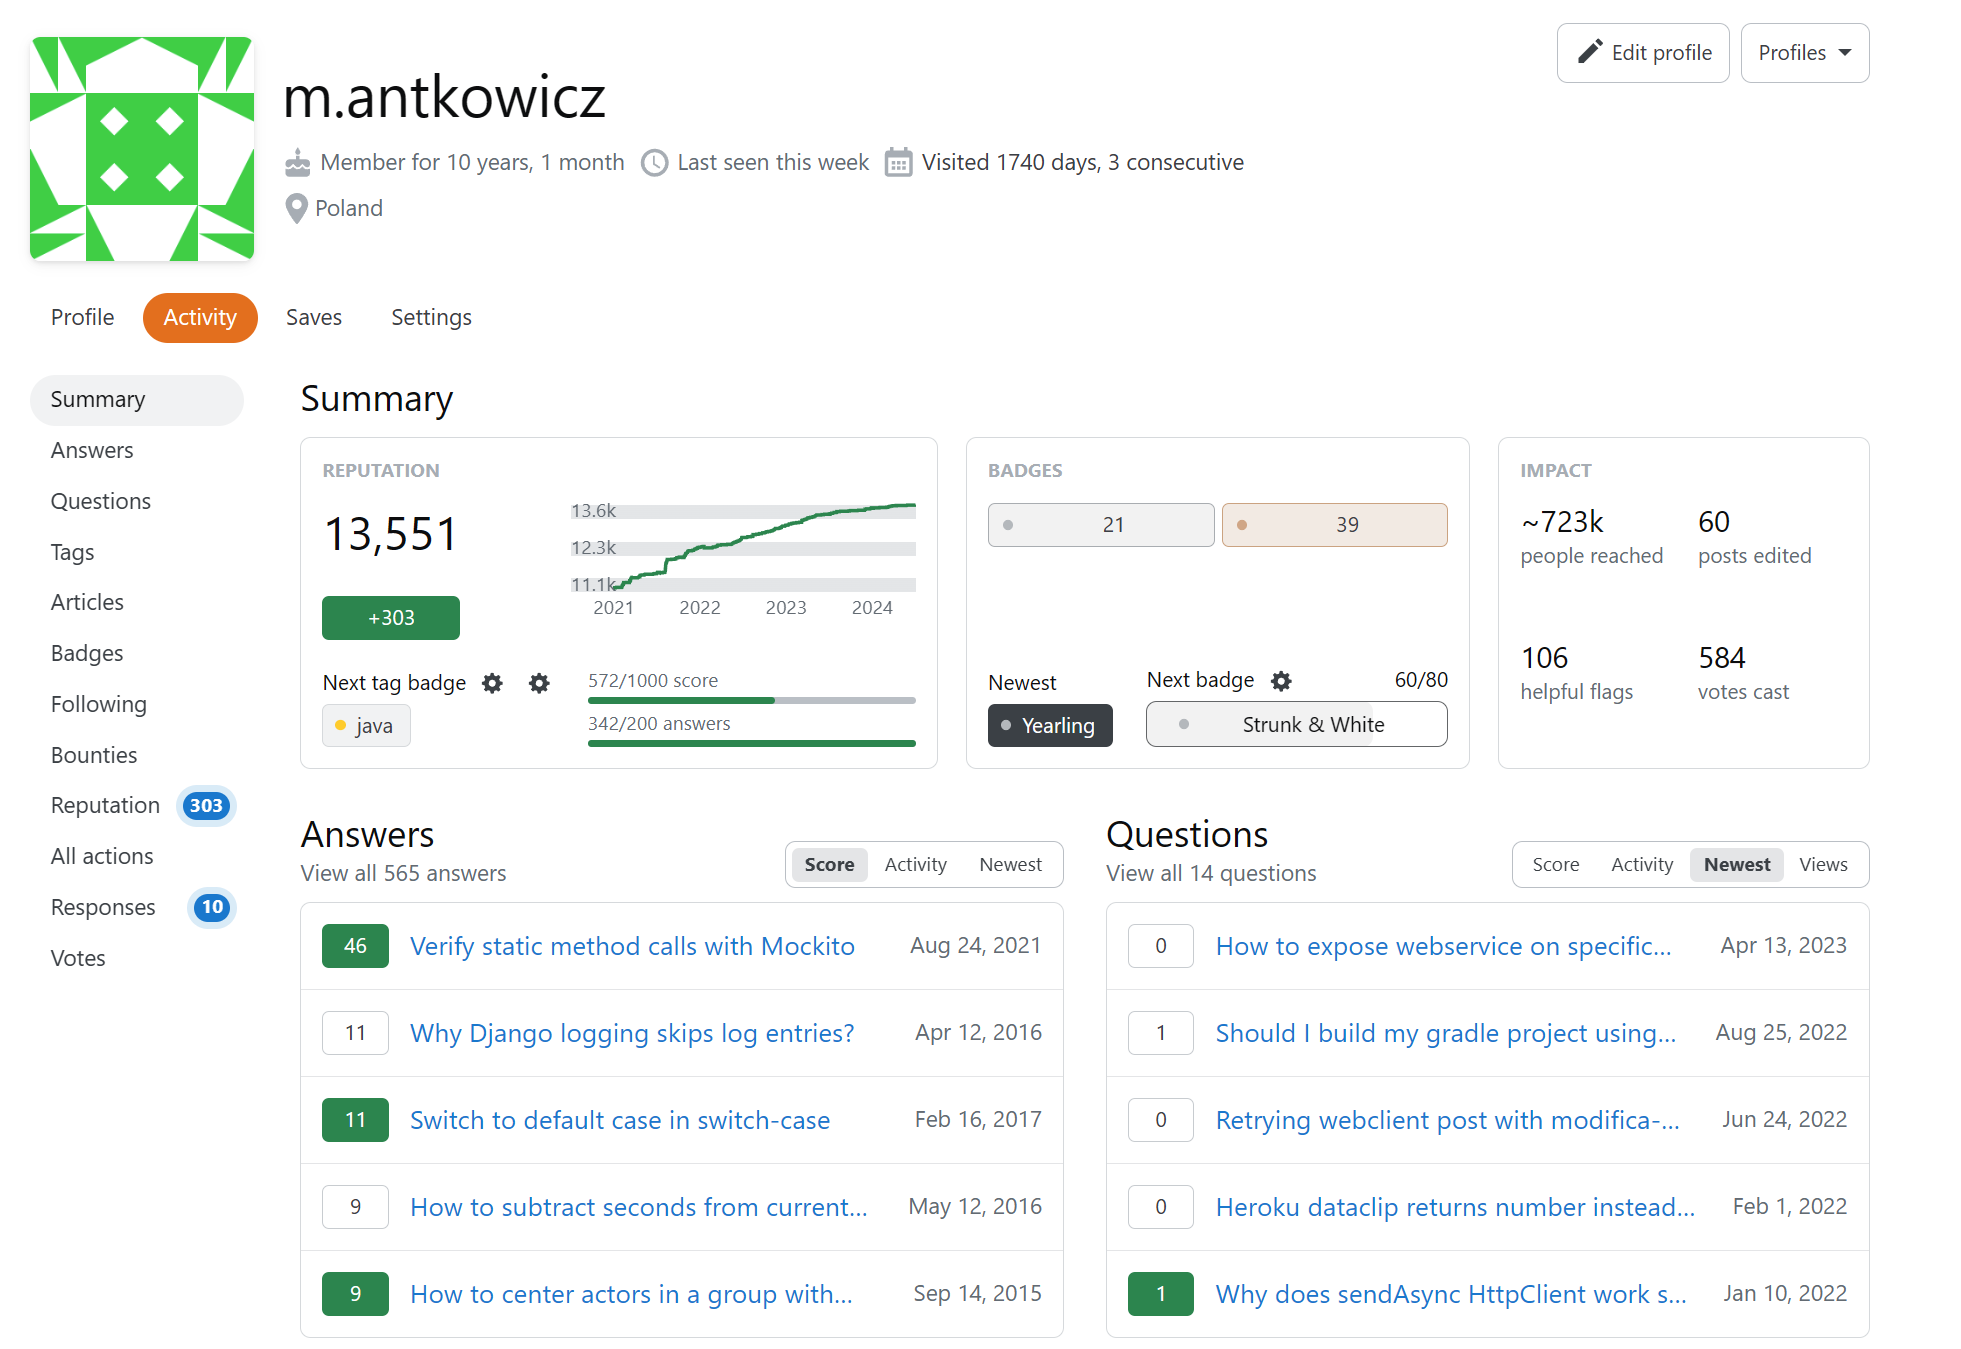 Edit profile
Profiles
m.antkowicz
Member for 10 years, 1 month
Last seen this week
Visited 1740 days, 3 consecutive
Poland
Profile
Activity
Saves
Settings
Summary
Answers
Questions
Tags
Articles
Badges
Following
Bounties
Reputation 303
All actions
Responses 10
Votes
Summary
REPUTATION
13,551
+303
13.6k
12.3k
11.1k
2021 2022 2023 2024
Next tag badge
java
572/1000 score
342/200 answers
BADGES
21
39
Newest
Yearling
Next badge
60/80
Strunk & White
IMPACT
~723k
people reached
60
posts edited
106
helpful flags
584
votes cast
Answers
View all 565 answers
Score Activity Newest
46 Verify static method calls with Mockito Aug 24, 2021
11 Why Django logging skips log entries? Apr 12, 2016
11 Switch to default case in switch-case Feb 16, 2017
9 How to subtract seconds from current... May 12, 2016
9 How to center actors in a group with... Sep 14, 2015
Questions
View all 14 questions
Score Activity Newest Views
0 How to expose webservice on specific... Apr 13, 2023
1 Should I build my gradle project using... Aug 25, 2022
0 Retrying webclient post with modifica-... Jun 24, 2022
0 Heroku dataclip returns number instead... Feb 1, 2022
1 Why does sendAsync HttpClient work s... Jan 10, 2022